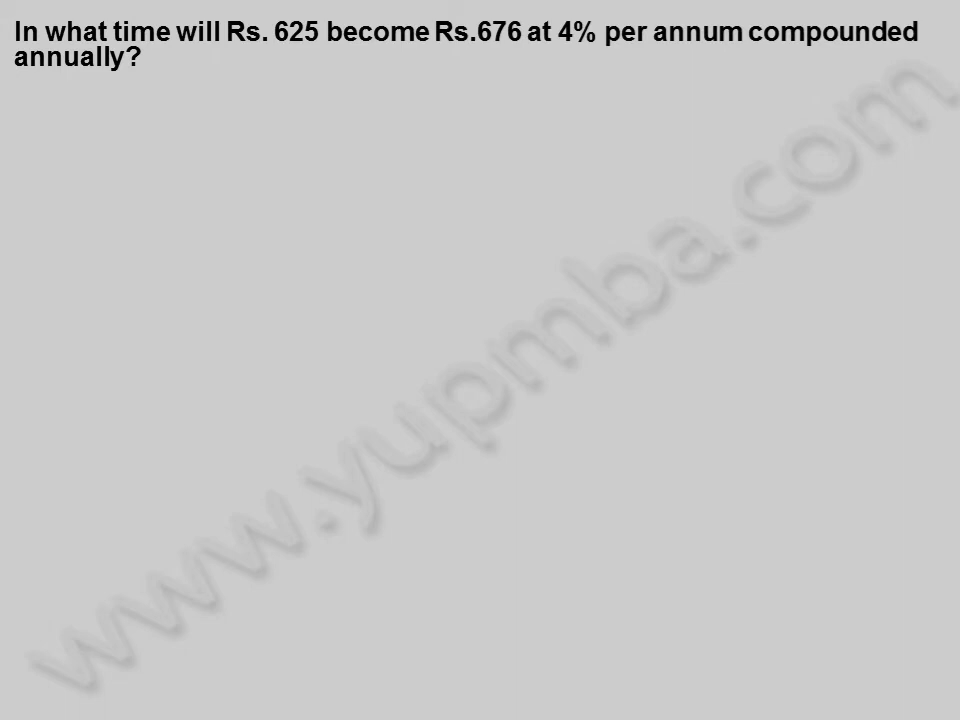 In what time will Rs. 625 become Rs.676 at 4% per annum compounded
annually?
www.yupmba.com